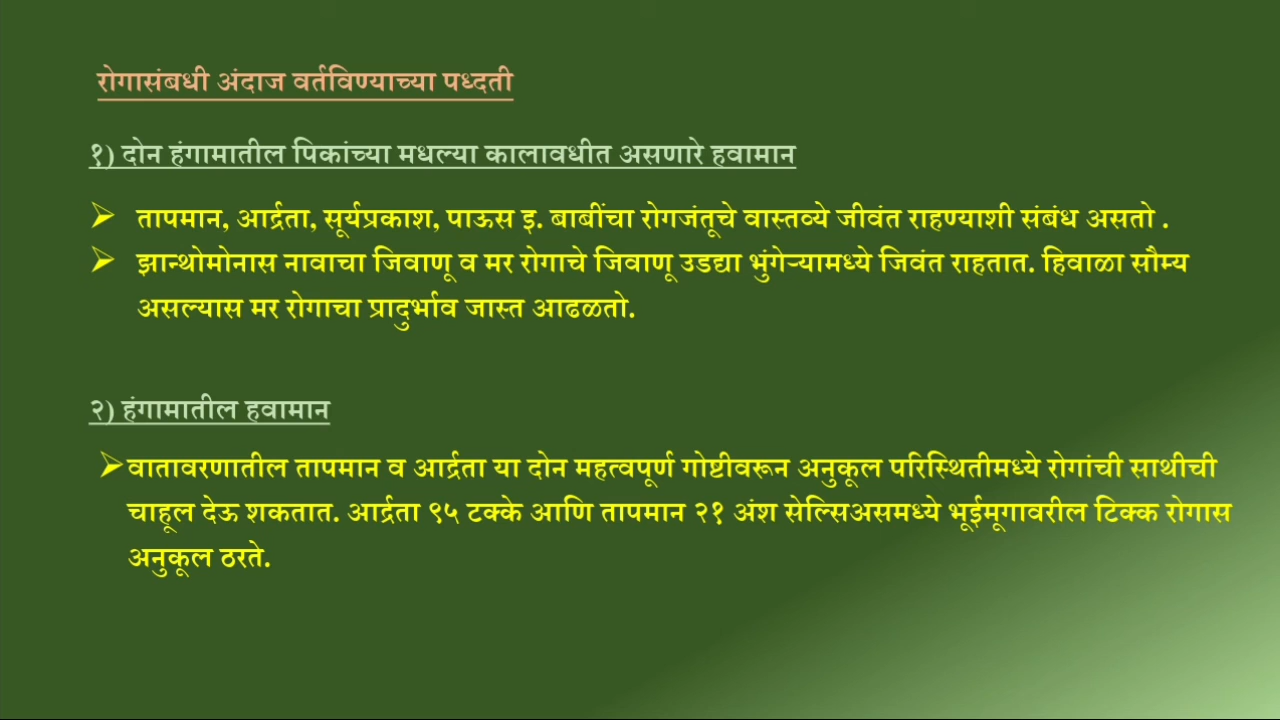 रोगासंबधी अंदाज वर्तविण्याच्या पध्दती
१) दोन हंगामातील पिकांच्या मधल्या कालावधीत असणारे हवामान
➢ तापमान, आर्द्रता, सूर्यप्रकाश, पाऊस इ. बाबींचा रोगजंतूचे वास्तव्ये जीवंत राहण्याशी संबंध असतो .
➢ झान्थोमोनास नावाचा जिवाणू व मर रोगाचे जिवाणू उडद्या भुंगेऱ्यामध्ये जिवंत राहतात. हिवाळा सौम्य
असल्यास मर रोगाचा प्रादुर्भाव जास्त आढळतो.
२) हंगामातील हवामान
➢वातावरणातील तापमान व आर्द्रता या दोन महत्वपूर्ण गोष्टीवरून अनुकूल परिस्थितीमध्ये रोगांची साथीची
चाहूल देऊ शकतात. आर्द्रता ९५ टक्के आणि तापमान २१ अंश सेल्सिअसमध्ये भूईमूगावरील टिक्क रोगास
अनुकूल ठरते.